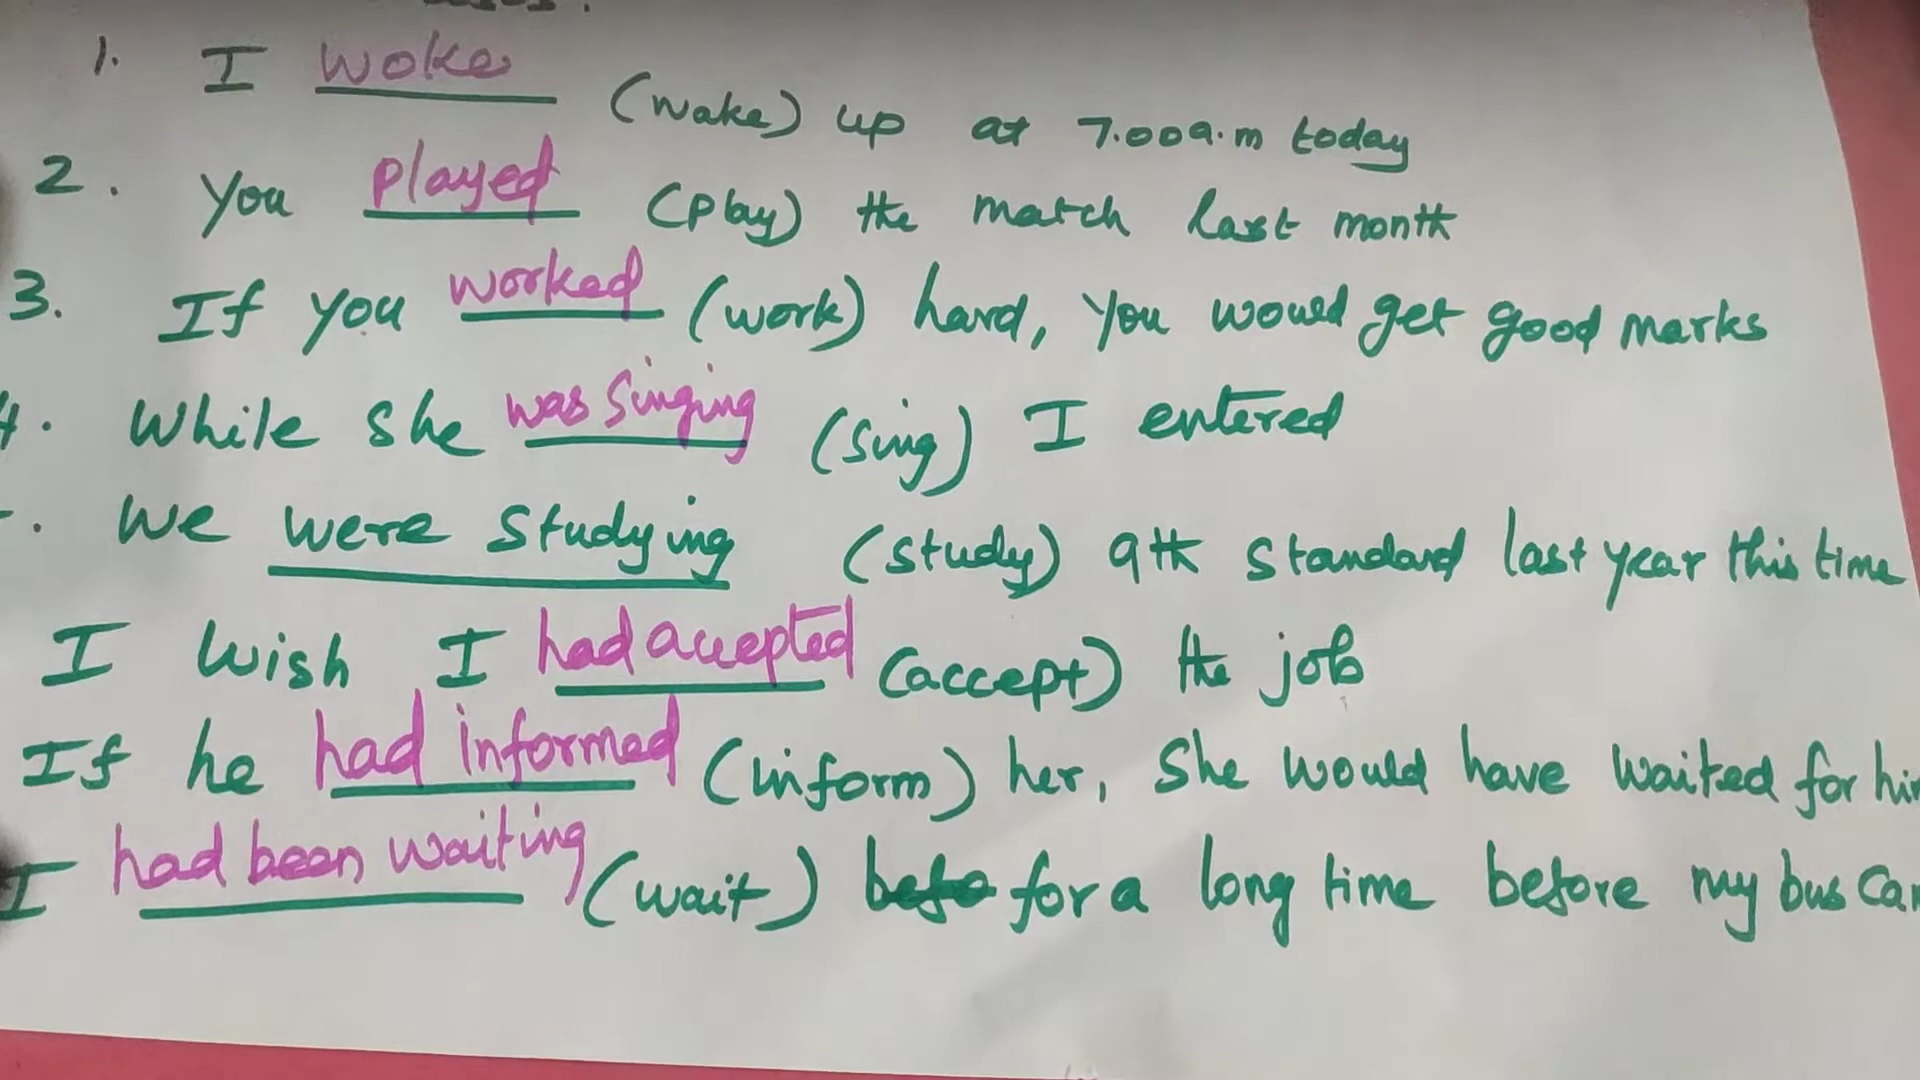 1. I woke (wake) up at 7.00a.m today
2. You played (play) the match last month
3. If you worked (work) hard, you would get good marks
4. While she was singing (sing) I entered
We were studying (study) 9th standard last year this time
I wish I had accepted (accept) the job
If he had informed (inform) her, She would have waited for
I had been waiting (wait) for a long time before my bus